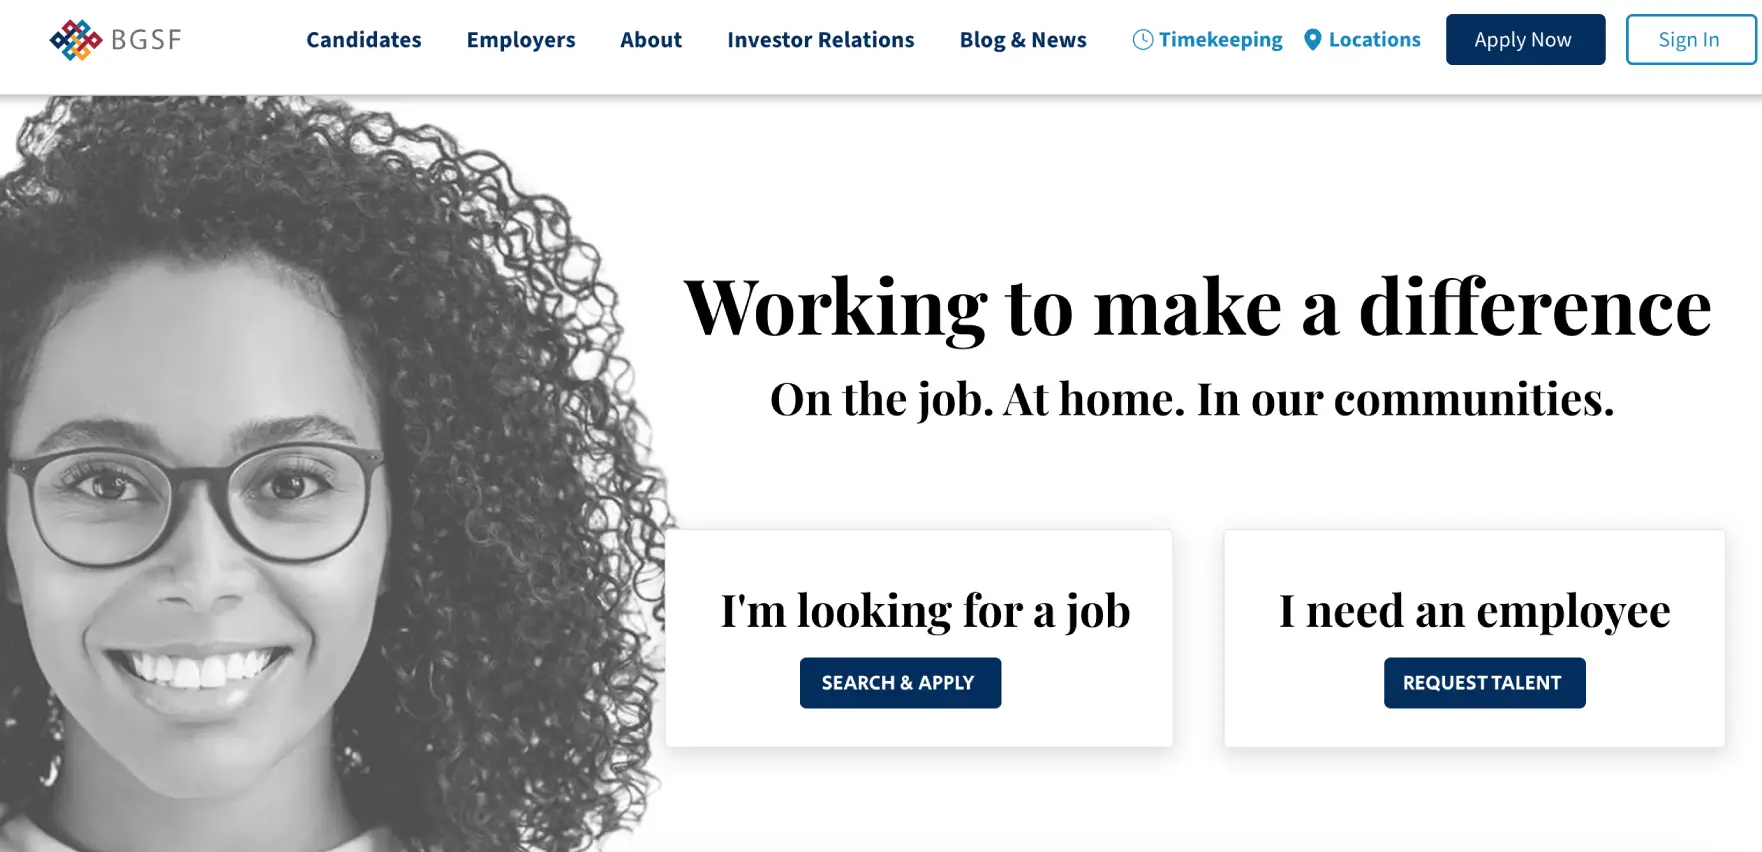 BGSF
Candidates
Employers
About
Investor Relations
Blog & News
Timekeeping
Locations
Apply Now
Sign In
Working to make a difference
On the job. At home. In our communities.
I'm looking for a job
SEARCH & APPLY
I need an employee
REQUEST TALENT